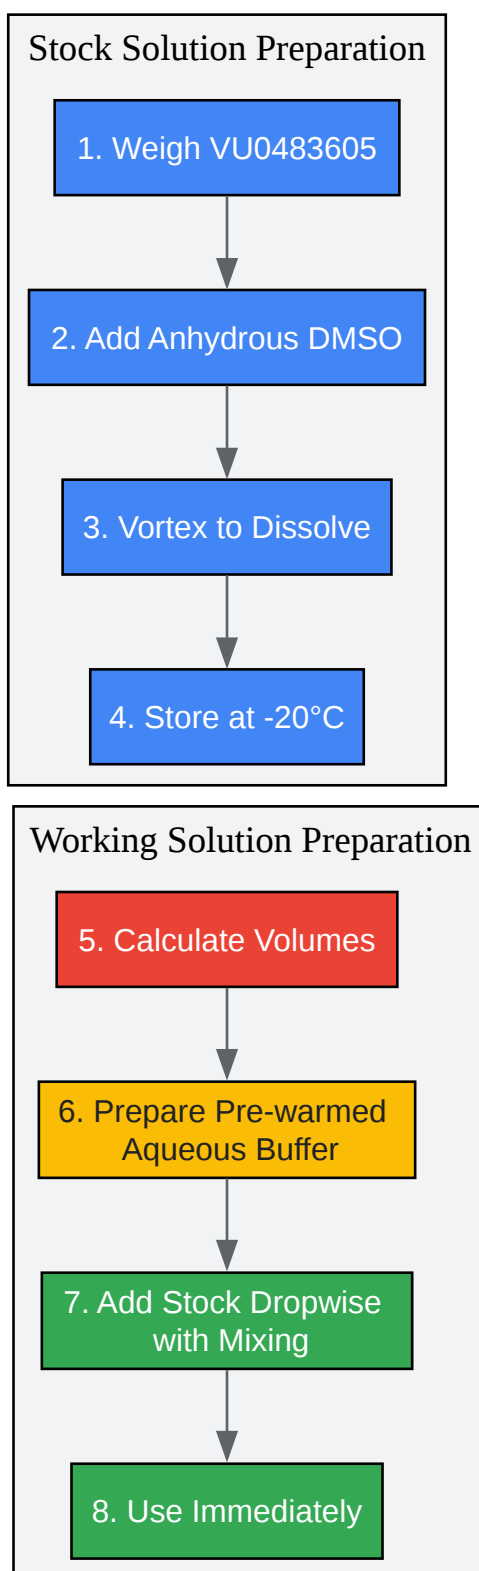 Stock Solution Preparation
1. Weigh VU0483605
2. Add Anhydrous DMSO
3. Vortex to Dissolve
4. Store at -20°C
Working Solution Preparation
5. Calculate Volumes
6. Prepare Pre-warmed
Aqueous Buffer
7. Add Stock Dropwise
with Mixing
8. Use Immediately